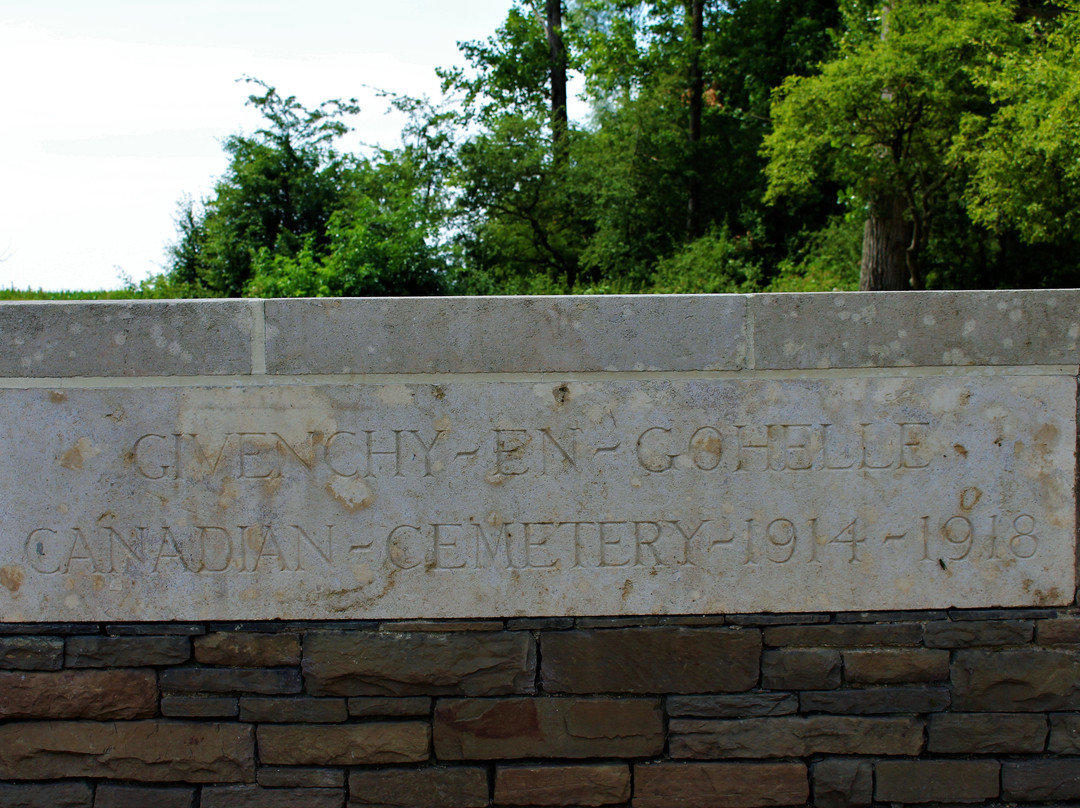 GIVENCHY-EN-GOHELLE
CANADIAN-CEMETERY-1914-1918